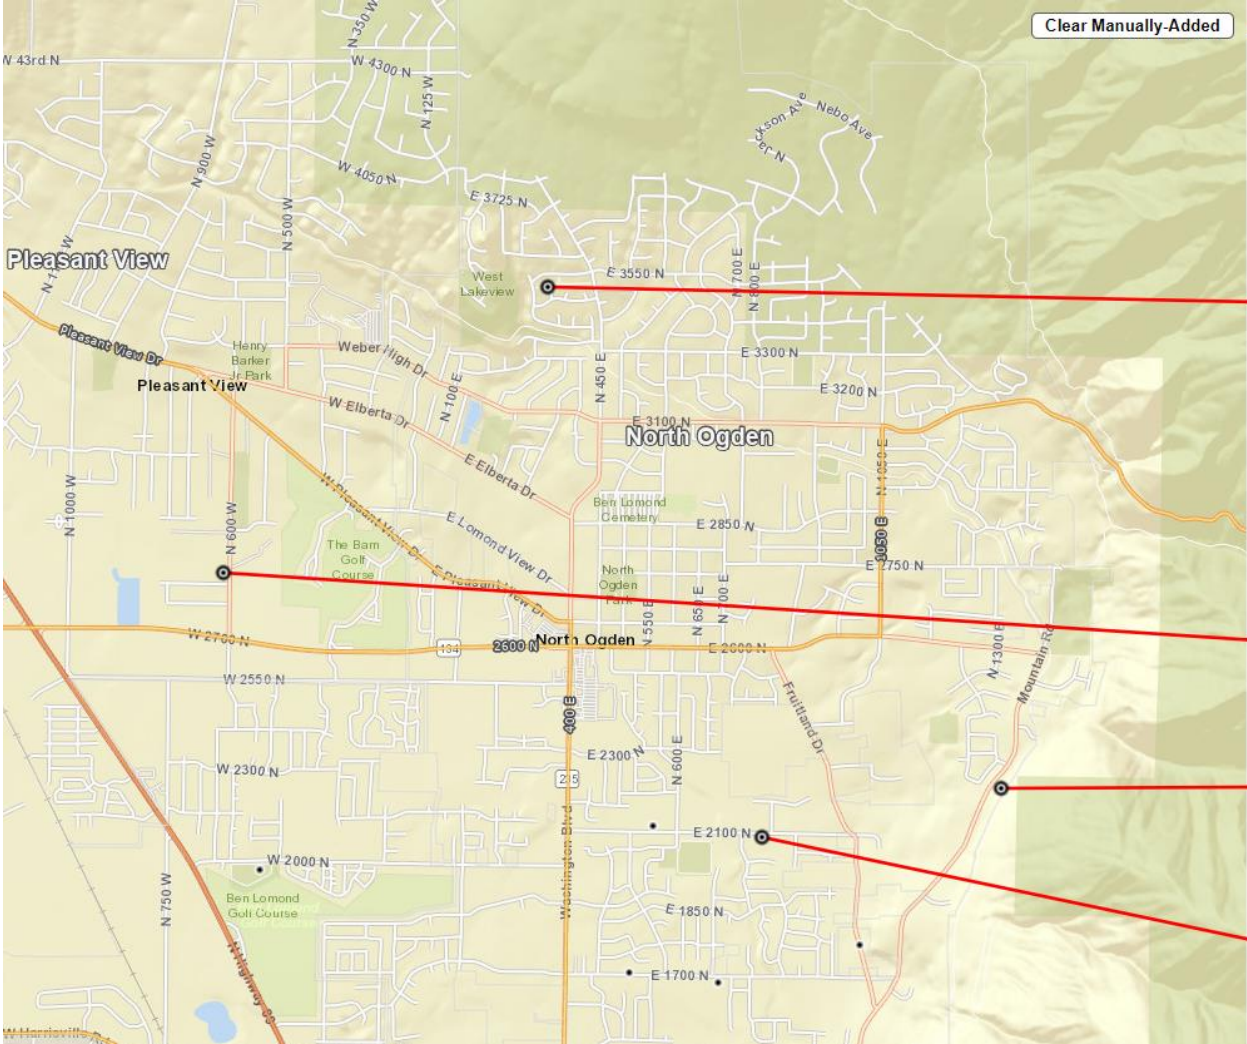 Clear Manually-Added
N 350 W
W 43rd N
W 4300 N
N 125 W
Nebo Ave
N Jackson Ave
N 900 W
W 4050 N
E 3725 N
N 500 W
Pleasant View
E 3550 N
N 700 E
N 800 E
West
Lakeview
Pleasant View Dr
Henry
Barker
Jr Park
Weber High Dr
E 3300 N
Pleasant View
N 450 E
E 3200 N
N 100 E
W Elberta Dr
E 3100 N
North Ogden
E Elberta Dr
N 1050 E
W Pleasant View Dr
N 1000 W
N 600 W
Ben Lomond
Cemetery
E Lomond View Dr
E 2850 N
1050 E
The Barn
Golf
Course
E 2750 N
E Pleasant View Dr
North
Ogden
Park
N 550 E
N 650 E
N 700 E
W 2700 N
134
2600 N
North Ogden
E 2600 N
N 1300 E
Mountain Rd
W 2550 N
400 E
Fruitland Dr
E 2300 N
N 600 E
W 2300 N
235
E 2100 N
Washington Blvd
W 2000 N
N 750 W
Ben Lomond
Golf Course
E 1850 N
E 1700 N
W Harrisville